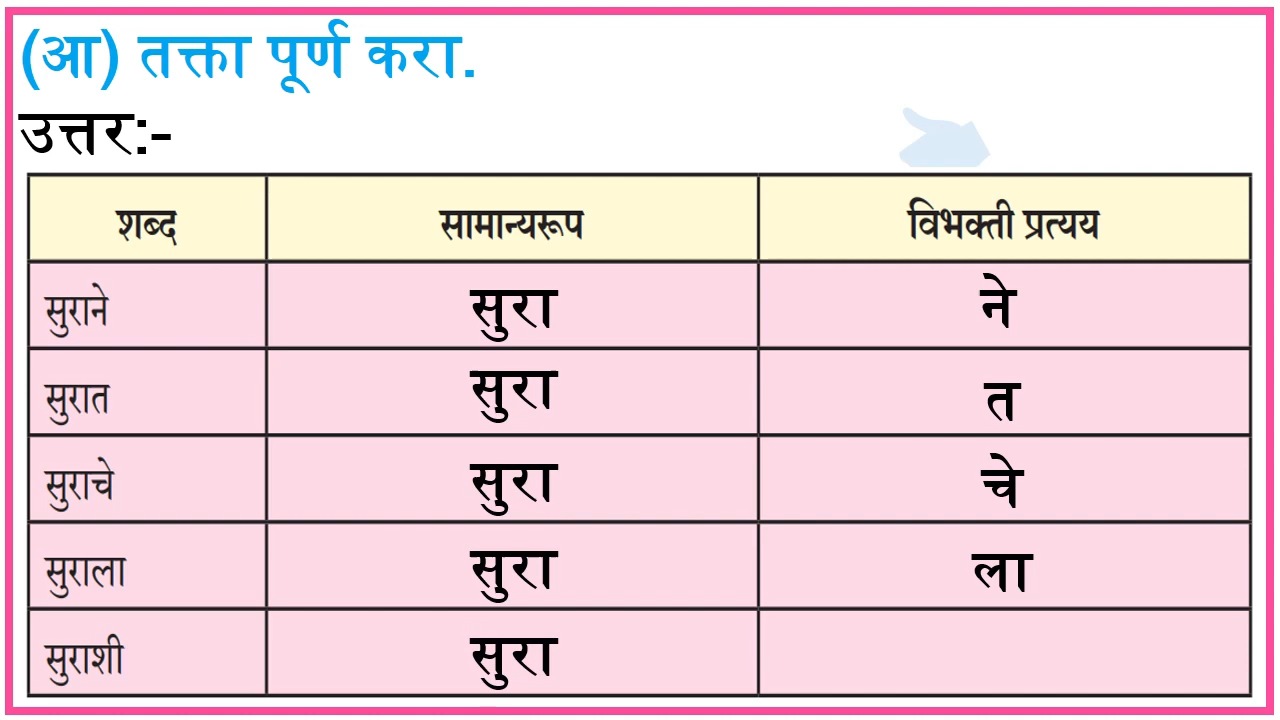 (आ) तक्ता पूर्ण करा.
उत्तर:-
शब्द सामान्यरूप विभक्ती प्रत्यय
सुराने सुरा ने
सुरात सुरा त
सुराचे सुरा चे
सुराला सुरा ला
सुराशी सुरा